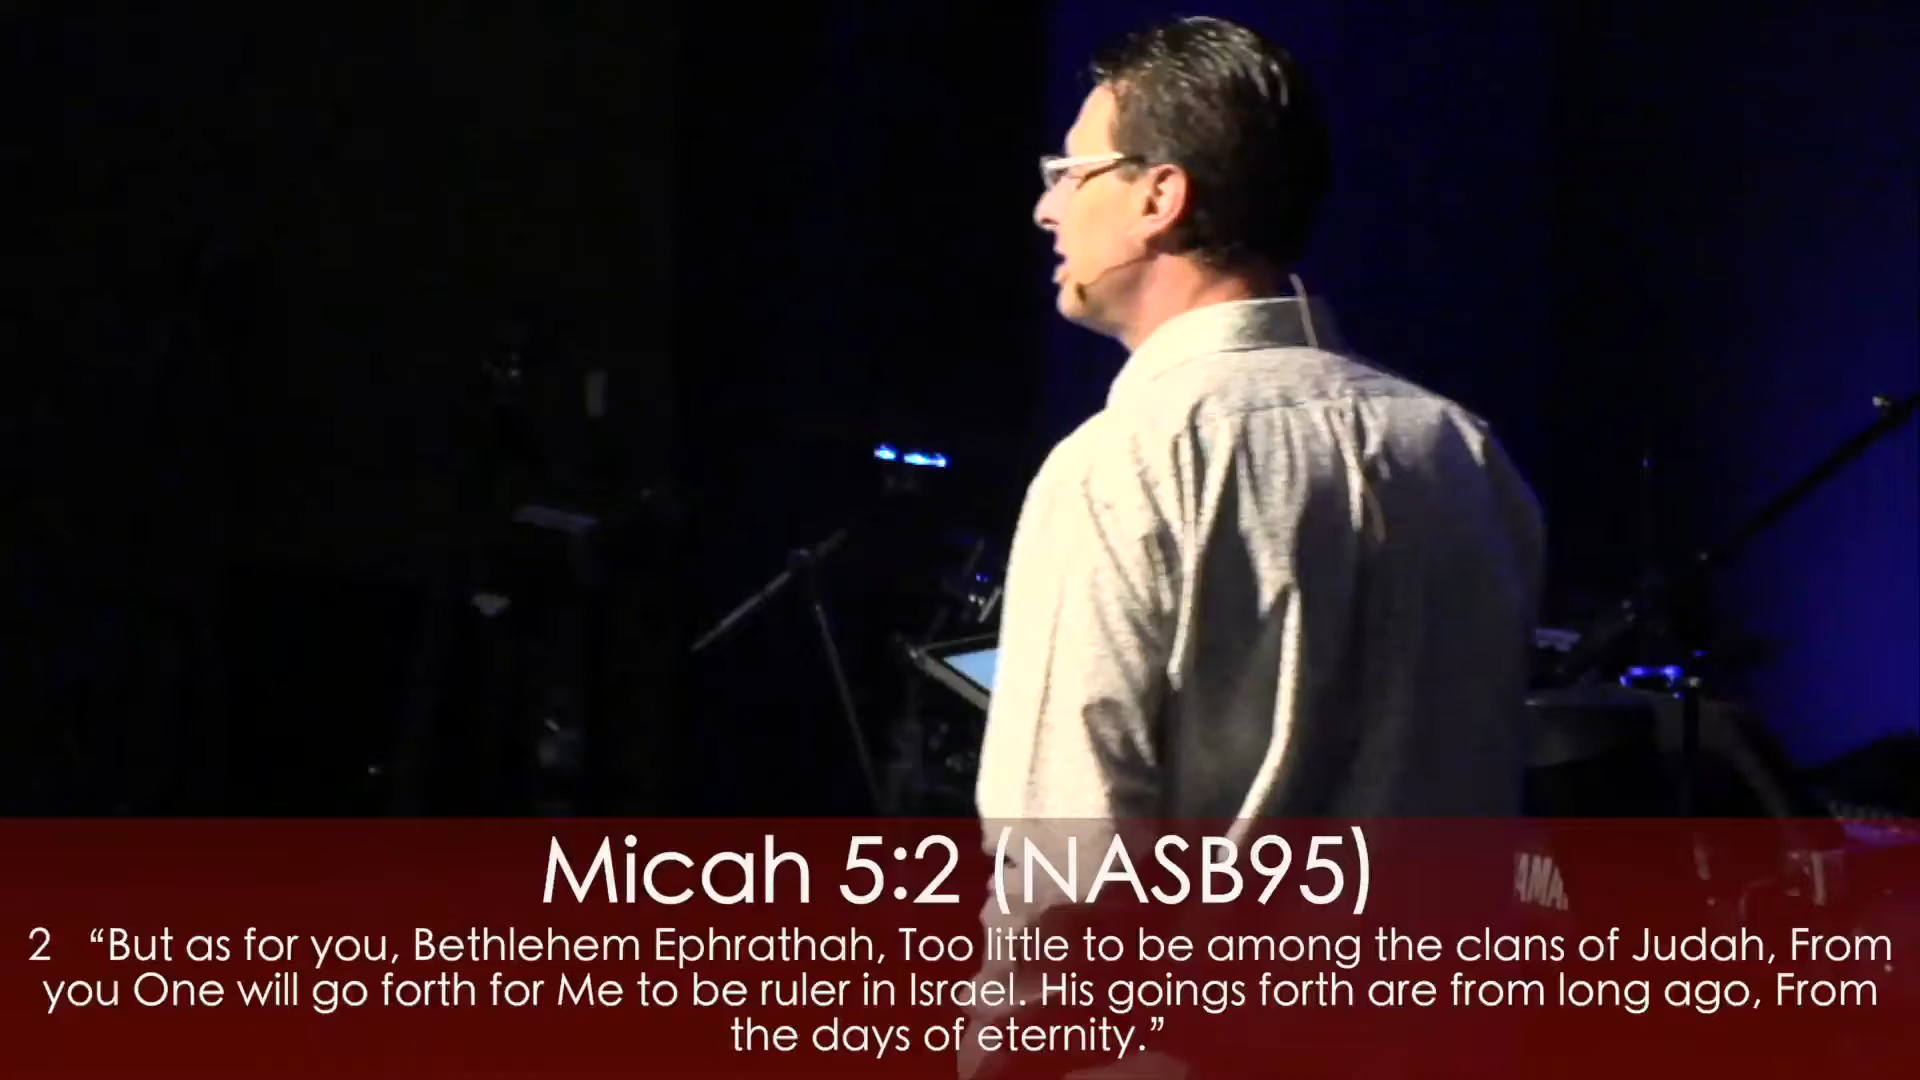 Micah 5:2 (NASB95)
2 “But as for you, Bethlehem Ephrathah, Too little to be among the clans of Judah, From
you One will go forth for Me to be ruler in Israel. His goings forth are from long ago, From
the days of eternity.”